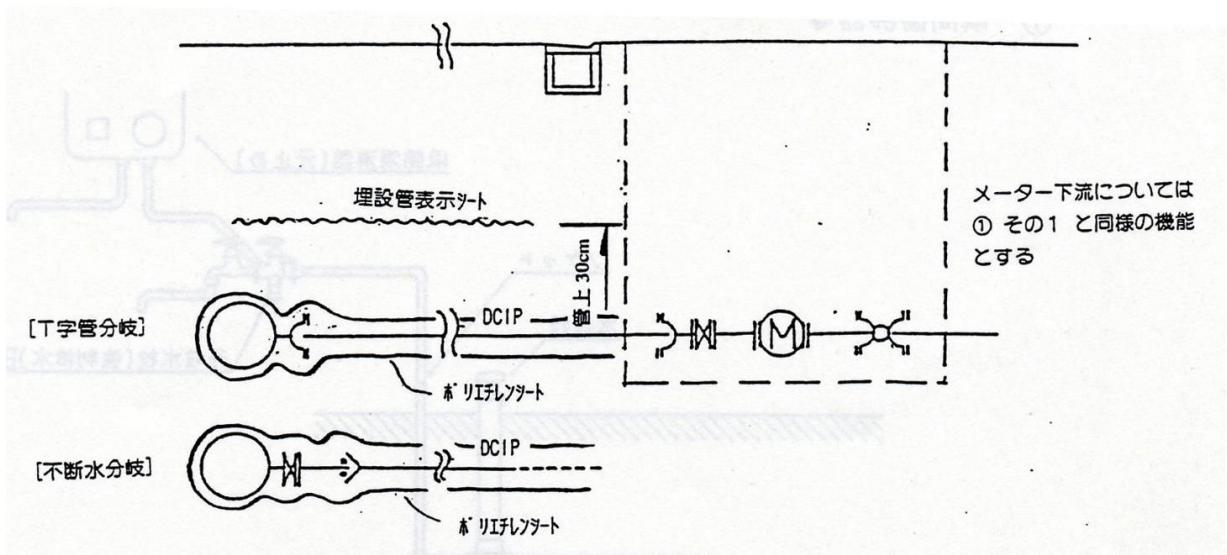 埋設管表示シート
メーター下流については
① その1 と同様の機能
とする
管上 30cm
[T字管分岐]
DCIP
M
ポリエチレンシート
[不断水分岐]
DCIP
ポリエチレンシート